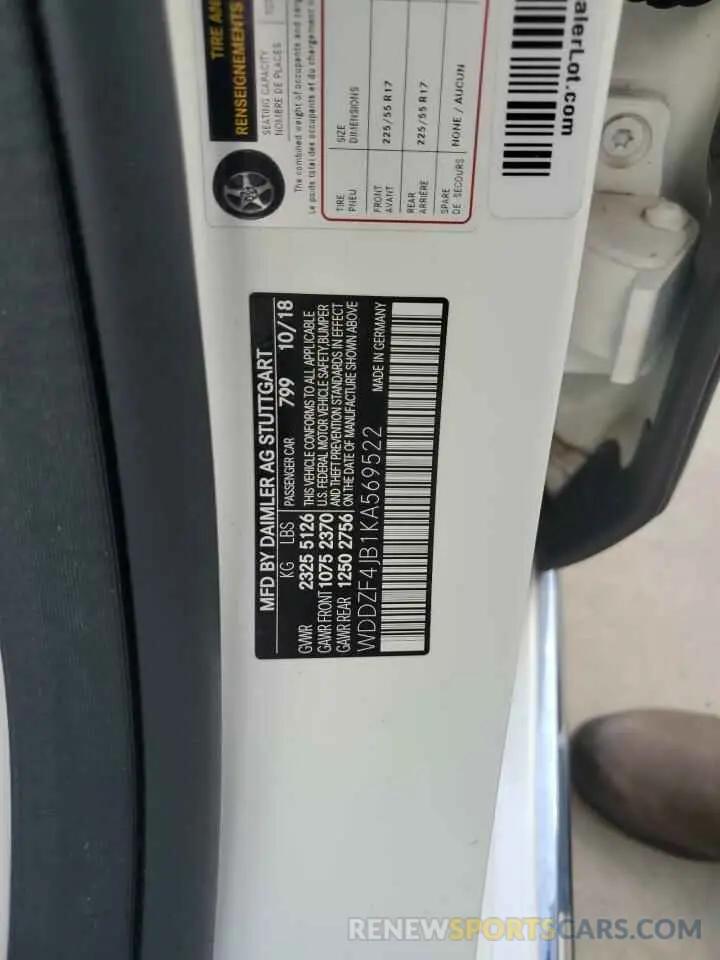 TIRE AN
RENSEIGNEMENTS
SEATING CAPACITY
NOMBRE DE PLACES
The combined weight of occupants and
Le poids total des occupants et du chargement
TIRE
PNEU
SIZE
DIMENSIONS
FRONT
AVANT
225/55 R17
REAR
ARRIÈRE
225/55 R17
SPARE
DE SECOURS
NONE / AUCUN
alerLot.com
MFD BY DAIMLER AG STUTTGART
KG LBS PASSENGER CAR 799 10/18
GVWR 2325 5126 THIS VEHICLE CONFORMS TO ALL APPLICABLE
GAWR FRONT 1075 2370 U.S. FEDERAL MOTOR VEHICLE SAFETY,BUMPER
AND THEFT PREVENTION STANDARDS IN EFFECT
GAWR REAR 1250 2756 ON THE DATE OF MANUFACTURE SHOWN ABOVE
WDDZF4JB1KA569522 MADE IN GERMANY
RENEWSPORTSCARS.COM